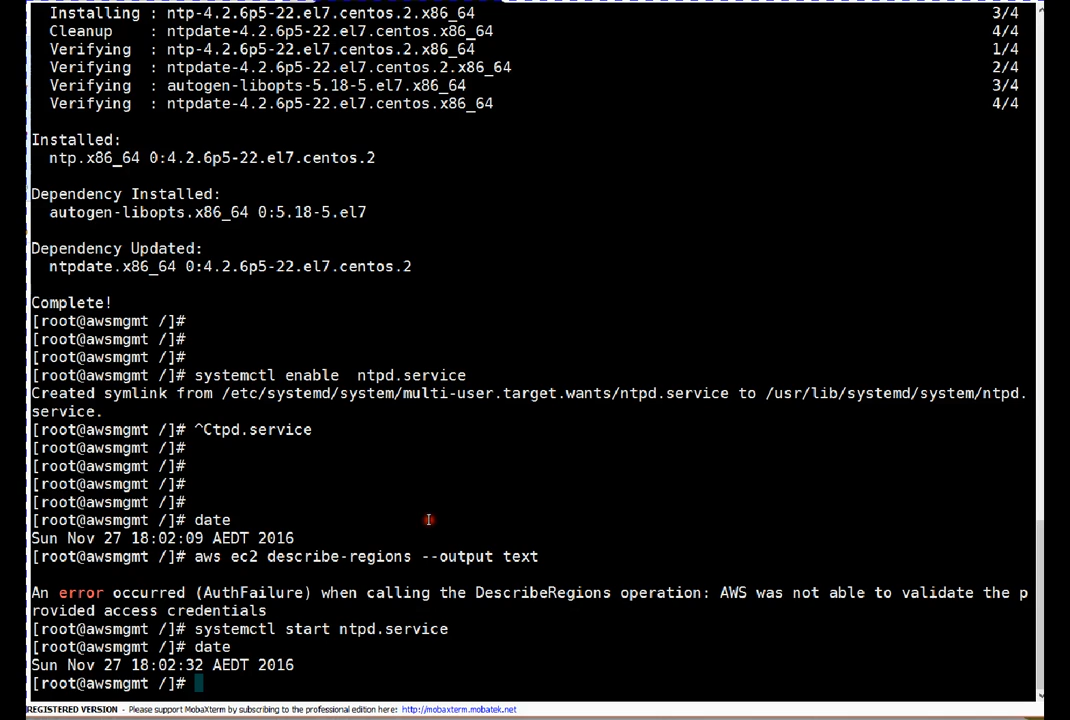 Installing : ntp-4.2.6p5-22.el7.centos.2.x86_64 3/4
Cleanup : ntpdate-4.2.6p5-22.el7.centos.x86_64 4/4
Verifying : ntp-4.2.6p5-22.el7.centos.2.x86_64 1/4
Verifying : ntpdate-4.2.6p5-22.el7.centos.2.x86_64 2/4
Verifying : autogen-libopts-5.18-5.el7.x86_64 3/4
Verifying : ntpdate-4.2.6p5-22.el7.centos.x86_64 4/4
Installed:
ntp.x86_64 0:4.2.6p5-22.el7.centos.2
Dependency Installed:
autogen-libopts.x86_64 0:5.18-5.el7
Dependency Updated:
ntpdate.x86_64 0:4.2.6p5-22.el7.centos.2
Complete!
[root@awsmgmt /]#
[root@awsmgmt /]#
[root@awsmgmt /]#
[root@awsmgmt /]# systemctl enable  ntpd.service
Created symlink from /etc/systemd/system/multi-user.target.wants/ntpd.service to /usr/lib/systemd/system/ntpd.
service.
[root@awsmgmt /]# ^Ctpd.service
[root@awsmgmt /]#
[root@awsmgmt /]#
[root@awsmgmt /]#
[root@awsmgmt /]#
[root@awsmgmt /]# date
Sun Nov 27 18:02:09 AEDT 2016
[root@awsmgmt /]# aws ec2 describe-regions --output text
An error occurred (AuthFailure) when calling the DescribeRegions operation: AWS was not able to validate the p
rovided access credentials
[root@awsmgmt /]# systemctl start ntpd.service
[root@awsmgmt /]# date
Sun Nov 27 18:02:32 AEDT 2016
[root@awsmgmt /]#
REGISTERED VERSION - Please support MobaXterm by subscribing to the professional edition here: http://mobaxterm.mobatek.net